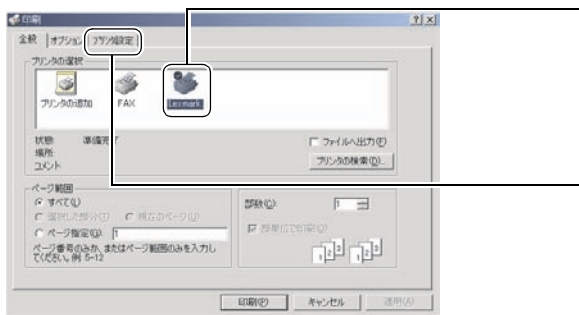 印刷
全般 オプション プリンタ設定
プリンタの選択
プリンタの追加 FAX Lexmark
状態: 準備完了
場所:
コメント:
ファイルへ出力(F)
プリンタの検索(D)...
ページ範囲
すべて(L)
選択した部分(T) 現在のページ(U)
ページ指定(G): 1
ページ番号のみか、またはページ範囲のみを入力し
てください。例 5-12
部数(C): 1
部単位で印刷(O)
1 2 3 1 2 3
印刷(P) キャンセル 適用(A)